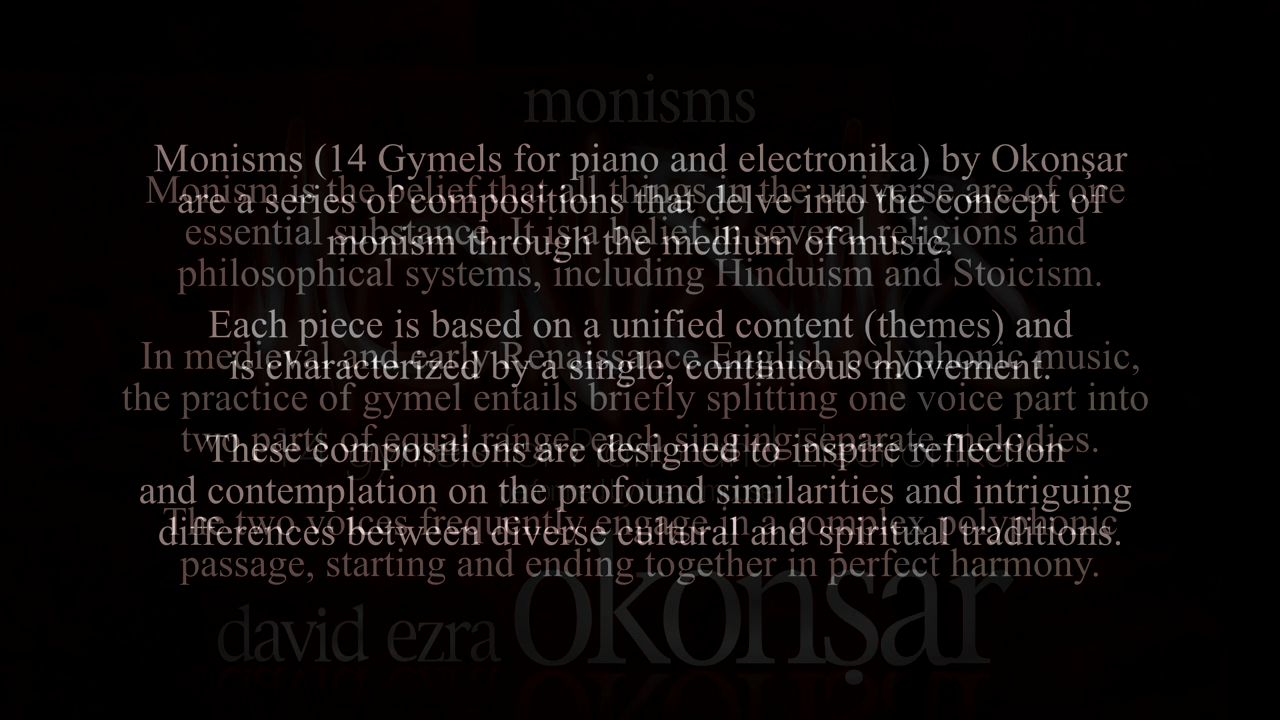 monisms
Monisms (14 Gymels for piano and electronika) by Okonşar
are a series of compositions that delve into the concept of
monism through the medium of music.
Each piece is based on a unified content (themes) and
is characterized by a single, continuous movement.
These compositions are designed to inspire reflection
and contemplation on the profound similarities and intriguing
differences between diverse cultural and spiritual traditions.
Monism is the belief that all things in the universe are of one
essential substance. It is a belief in several religions and
philosophical systems, including Hinduism and Stoicism.
In medieval and early Renaissance English polyphonic music,
the practice of gymel entails briefly splitting one voice part into
two parts of equal range, each singing separate melodies.
The two voices frequently engage in a complex polyphonic
passage, starting and ending together in perfect harmony.
david ezra okonşar